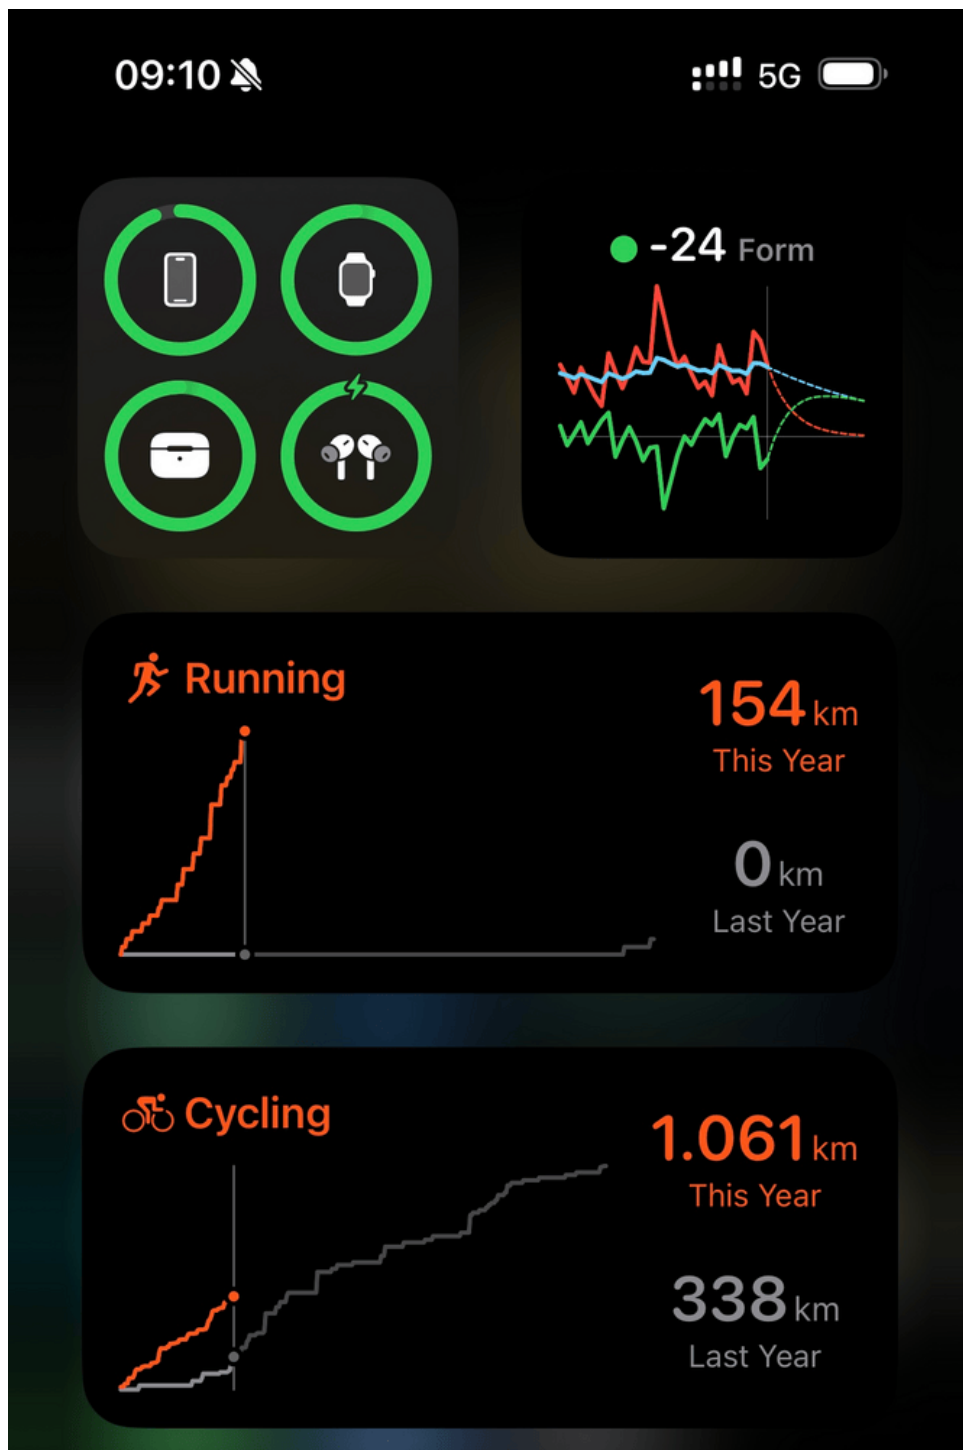 09:10
5G
-24 Form
Running
154 km
This Year
0 km
Last Year
Cycling
1.061 km
This Year
338 km
Last Year